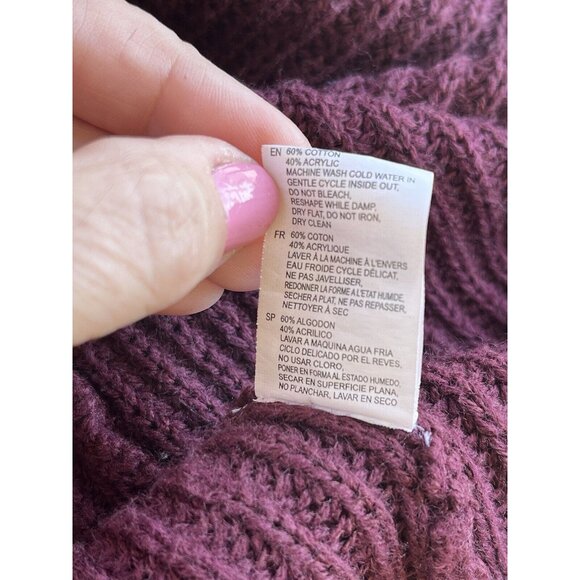 EN 60% COTTON
40% ACRYLIC
MACHINE WASH COLD WATER IN
GENTLE CYCLE INSIDE OUT,
DO NOT BLEACH,
RESHAPE WHILE DAMP,
DRY FLAT, DO NOT IRON,
DRY CLEAN
FR 60% COTON
40% ACRYLIQUE
LAVER À LA MACHINE À L'ENVERS
EAU FROIDE CYCLE DÉLICAT,
NE PAS JAVELLISER,
REDONNER LA FORME A L'ETAT HUMIDE,
SECHER A PLAT, NE PAS REPASSER,
NETTOYER À SEC
SP 60% ALGODON
40% ACRILICO
LAVAR A MAQUINA AGUA FRIA
CICLO DELICADO POR EL REVES,
NO USAR CLORO,
PONER EN FORMA AL ESTADO HUMEDO,
SECAR EN SUPERFICIE PLANA,
NO PLANCHAR, LAVAR EN SECO